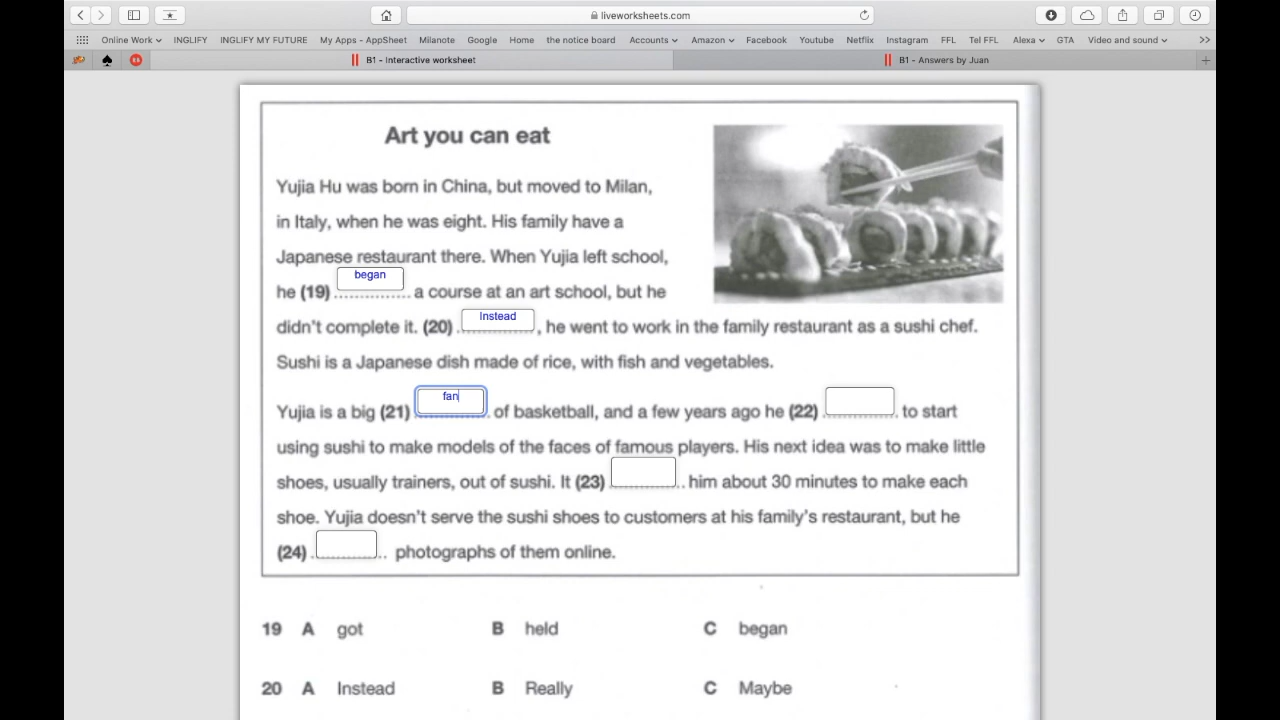 liveworksheets.com
Online Work INGLIFY INGLIFY MY FUTURE My Apps - AppSheet Milanote Google Home the notice board Accounts Amazon Facebook Youtube Netflix Instagram FFL Tel FFL Alexa GTA Video and sound >>
B1 - Interactive worksheet B1 - Answers by Juan +
Art you can eat
Yujia Hu was born in China, but moved to Milan,
in Italy, when he was eight. His family have a
Japanese restaurant there. When Yujia left school,
he (19) began a course at an art school, but he
didn't complete it. (20) Instead, he went to work in the family restaurant as a sushi chef.
Sushi is a Japanese dish made of rice, with fish and vegetables.
Yujia is a big (21) fan of basketball, and a few years ago he (22) to start
using sushi to make models of the faces of famous players. His next idea was to make little
shoes, usually trainers, out of sushi. It (23) him about 30 minutes to make each
shoe. Yujia doesn't serve the sushi shoes to customers at his family's restaurant, but he
(24) photographs of them online.
19 A got B held C began
20 A Instead B Really C Maybe